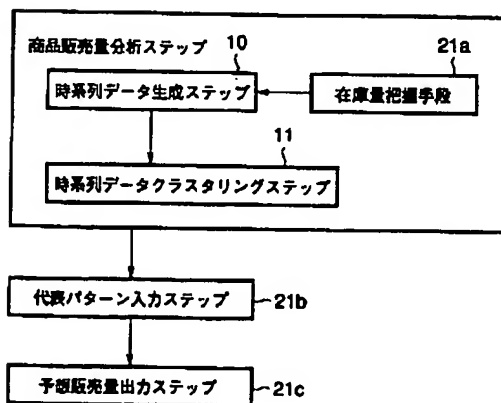 商品販売量分析ステップ
10
21a
時系列データ生成ステップ
在庫量把握手段
11
時系列データクラスタリングステップ
代表パターン入力ステップ
21b
予想販売量出力ステップ
21c